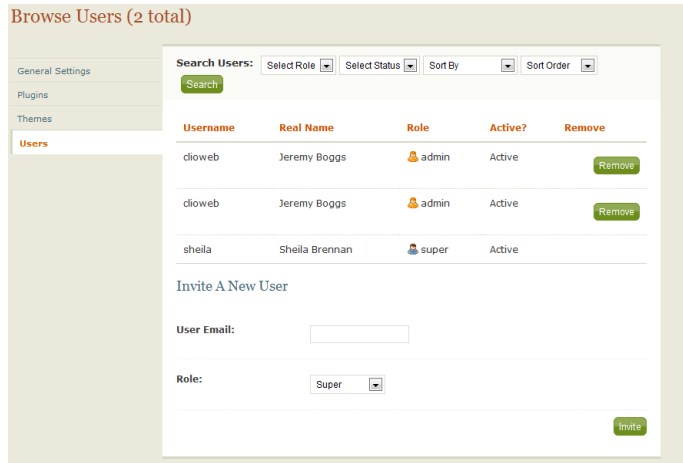 Browse Users (2 total)
General Settings
Plugins
Themes
Users
Search Users: Select Role Select Status Sort By Sort Order
Search
Username Real Name Role Active? Remove
clioweb Jeremy Boggs admin Active Remove
clioweb Jeremy Boggs admin Active Remove
sheila Sheila Brennan super Active
Invite A New User
User Email:
Role: Super
Invite